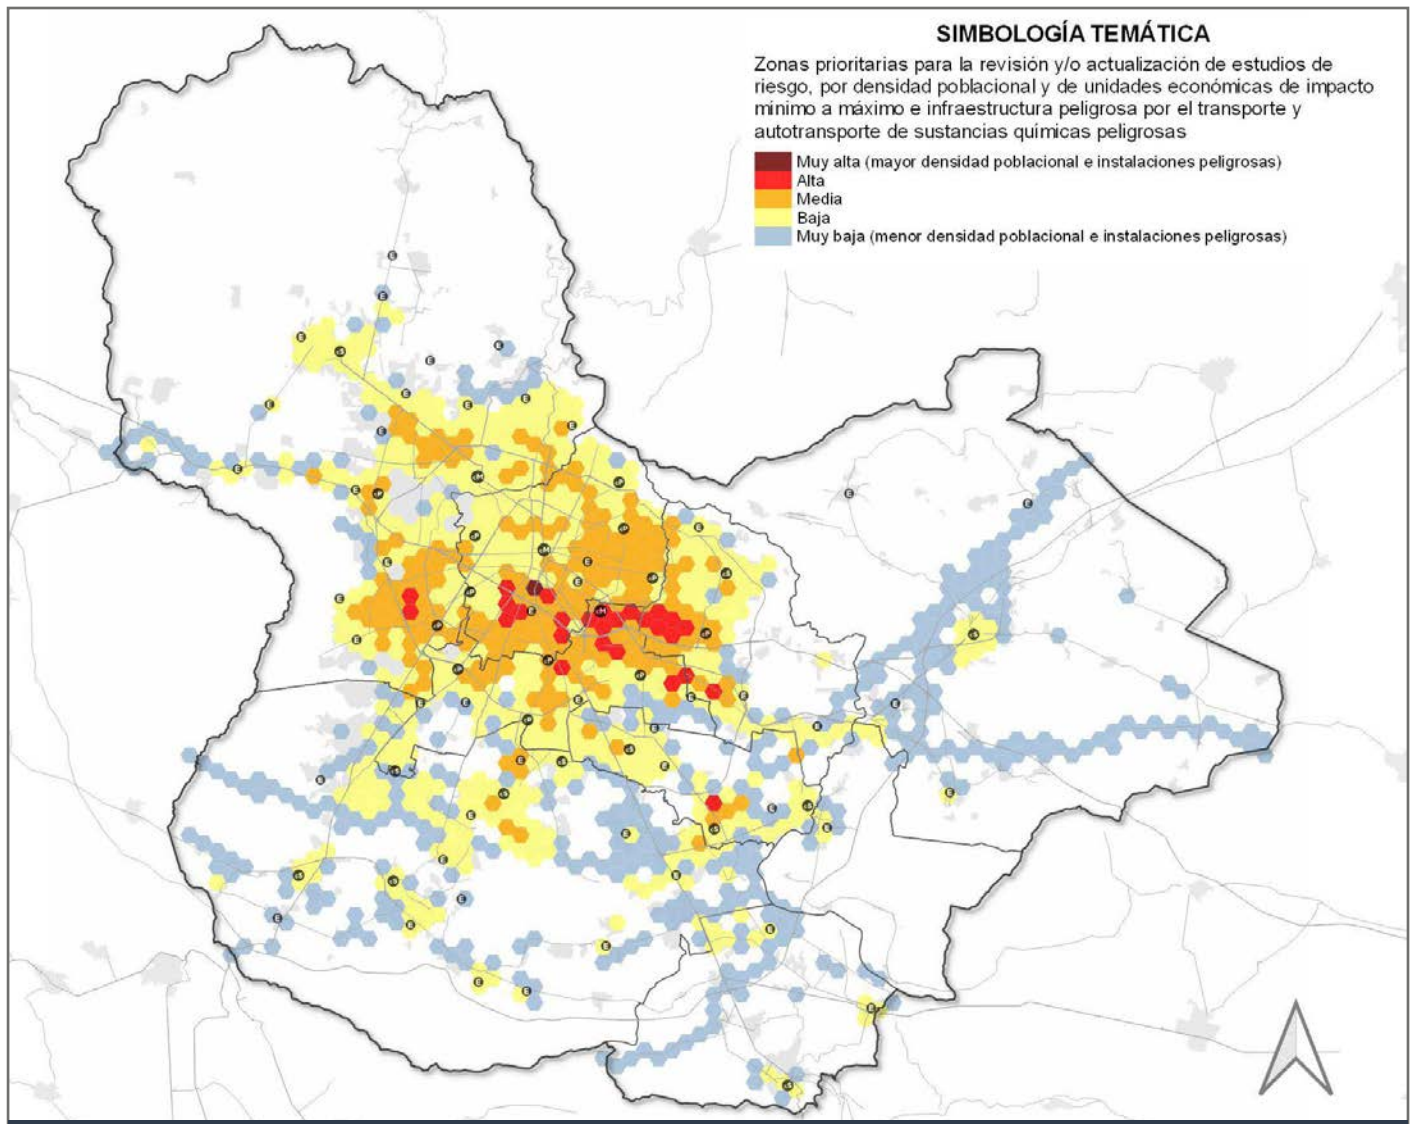 SIMBOLOGÍA TEMÁTICA
Zonas prioritarias para la revisión y/o actualización de estudios de
riesgo, por densidad poblacional y de unidades económicas de impacto
mínimo a máximo e infraestructura peligrosa por el transporte y
autotransporte de sustancias químicas peligrosas
Muy alta (mayor densidad poblacional e instalaciones peligrosas)
Alta
Media
Baja
Muy baja (menor densidad poblacional e instalaciones peligrosas)